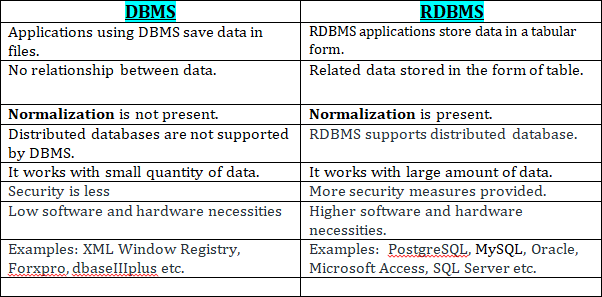 DBMS
RDBMS
Applications using DBMS save data in
files.
RDBMS applications store data in a tabular
form.
No relationship between data.
Related data stored in the form of table.
Normalization is not present.
Normalization is present.
Distributed databases are not supported
by DBMS.
RDBMS supports distributed database.
It works with small quantity of data.
It works with large amount of data.
Security is less
More security measures provided.
Low software and hardware necessities
Higher software and hardware
necessities.
Examples: XML Window Registry,
Forxpro, dbaseIIIplus etc.
Examples: PostgreSQL, MySQL, Oracle,
Microsoft Access, SQL Server etc.